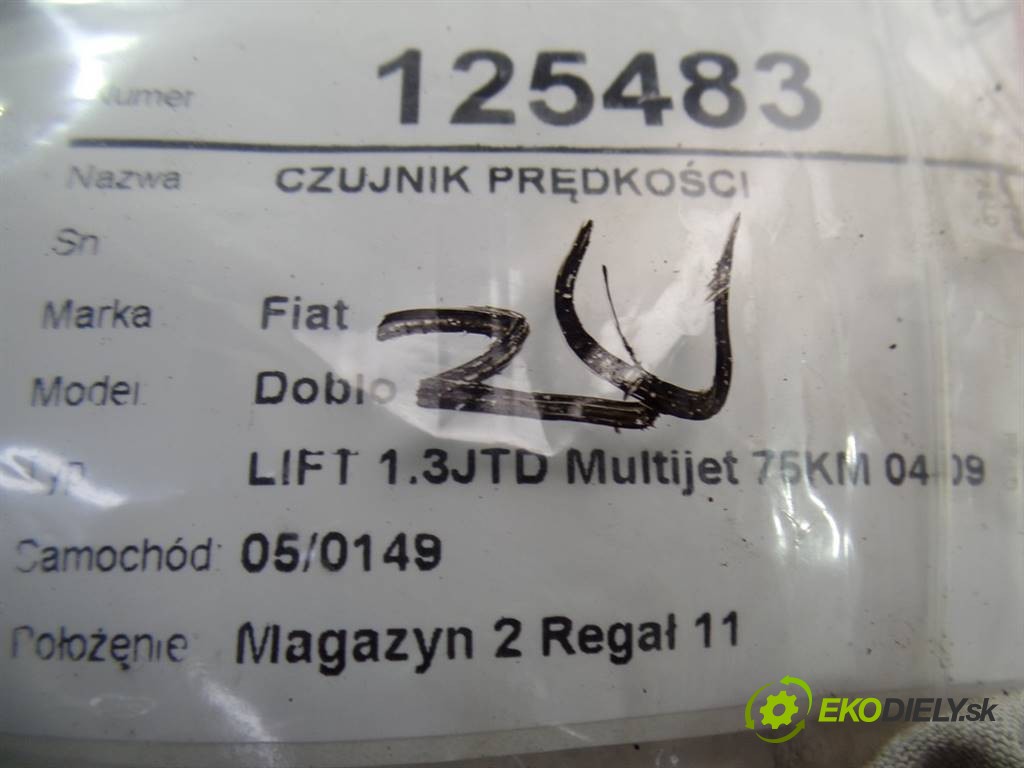 Numer 125483
Nazwa CZUJNIK PRĘDKOŚCI
Sn
Marka Fiat
Model: Doblo
Typ LIFT 1.3JTD Multijet 75KM 04-09
Samochód: 05/0149
Położenie: Magazyn 2 Regał 11
EKODIELY.sk